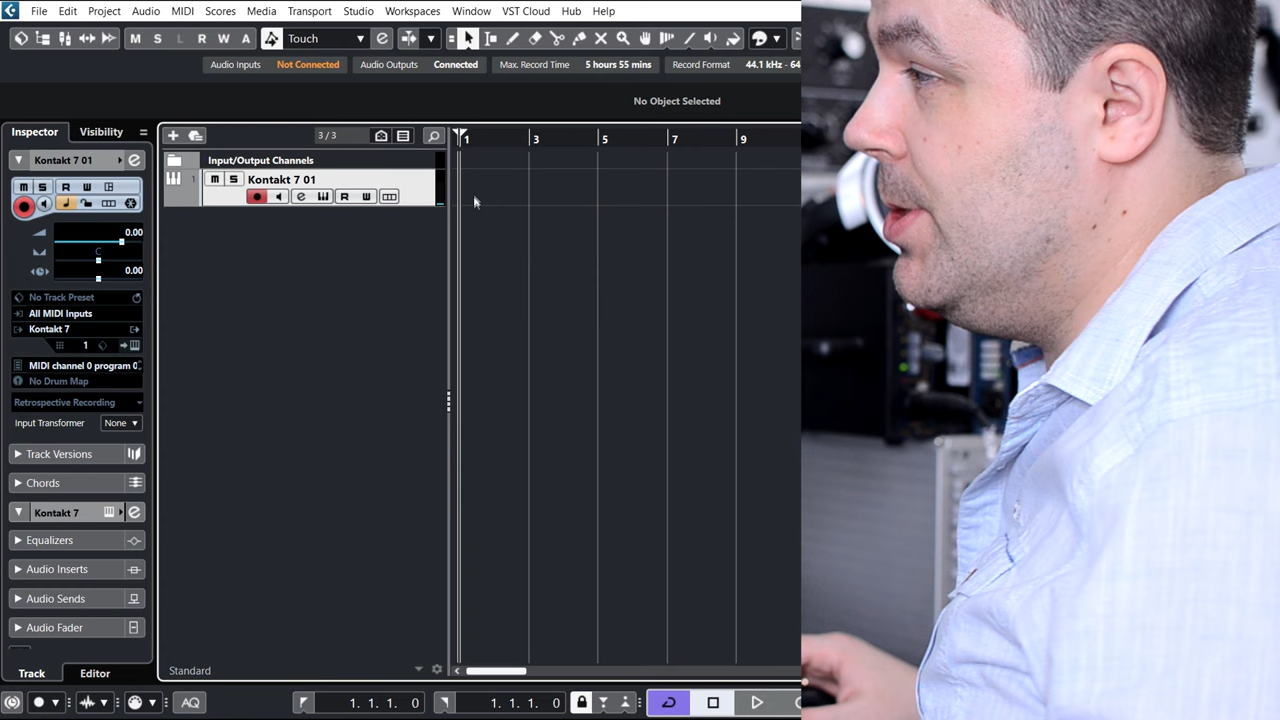 File Edit Project Audio MIDI Scores Media Transport Studio Workspaces Window VST Cloud Hub Help
M S L R W A Touch
Audio Inputs Not Connected Audio Outputs Connected Max. Record Time 5 hours 55 mins Record Format 44.1 kHz - 64
No Object Selected
Inspector Visibility
3 / 3
1 3 5 7 9
Kontakt 7 01
Input/Output Channels
1 M S Kontakt 7 01
R W
M S R W
0.00
C
0.00
No Track Preset
All MIDI Inputs
Kontakt 7
1
MIDI channel 0 program 0
No Drum Map
Retrospective Recording
Input Transformer None
Track Versions
Chords
Kontakt 7
Equalizers
Audio Inserts
Audio Sends
Audio Fader
Track Editor
Standard
AQ 1. 1. 1. 0 1. 1. 1. 0